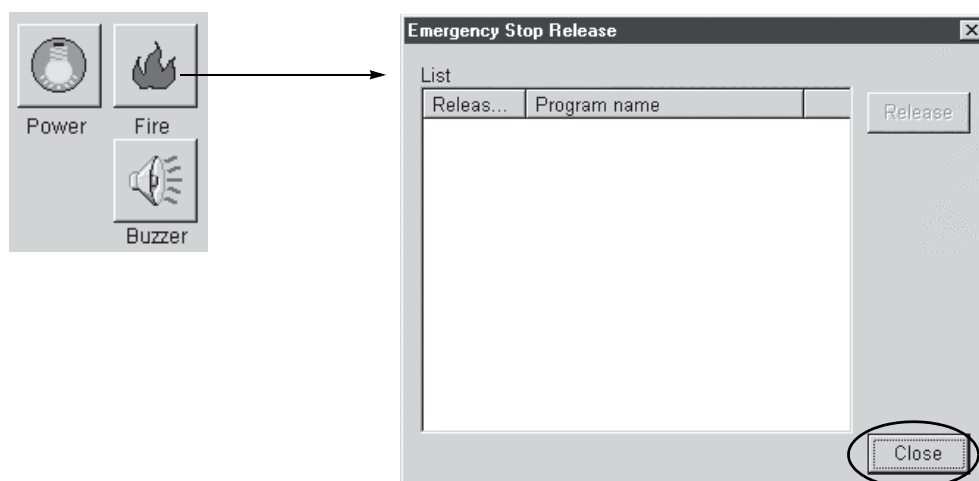 Power
Fire
Buzzer
Emergency Stop Release
List
Releas...
Program name
Release
Close